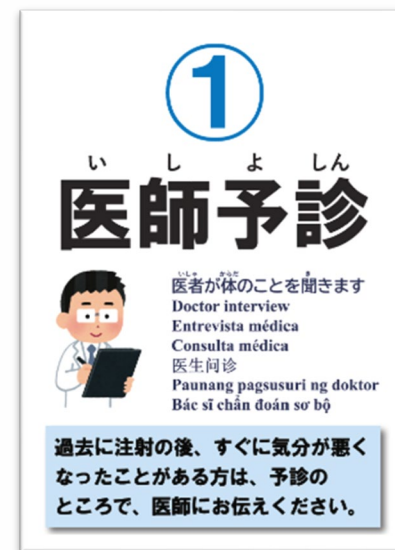 ①
い し よ しん
医師予診
いしゃ からだ き
医者が体のことを聞きます
Doctor interview
Entrevista médica
Consulta médica
医生问诊
Paunang pagsusuri ng doktor
Bác sĩ chẩn đoán sơ bộ
過去に注射の後、すぐに気分が悪く
なったことがある方は、予診の
ところで、医師にお伝えください。